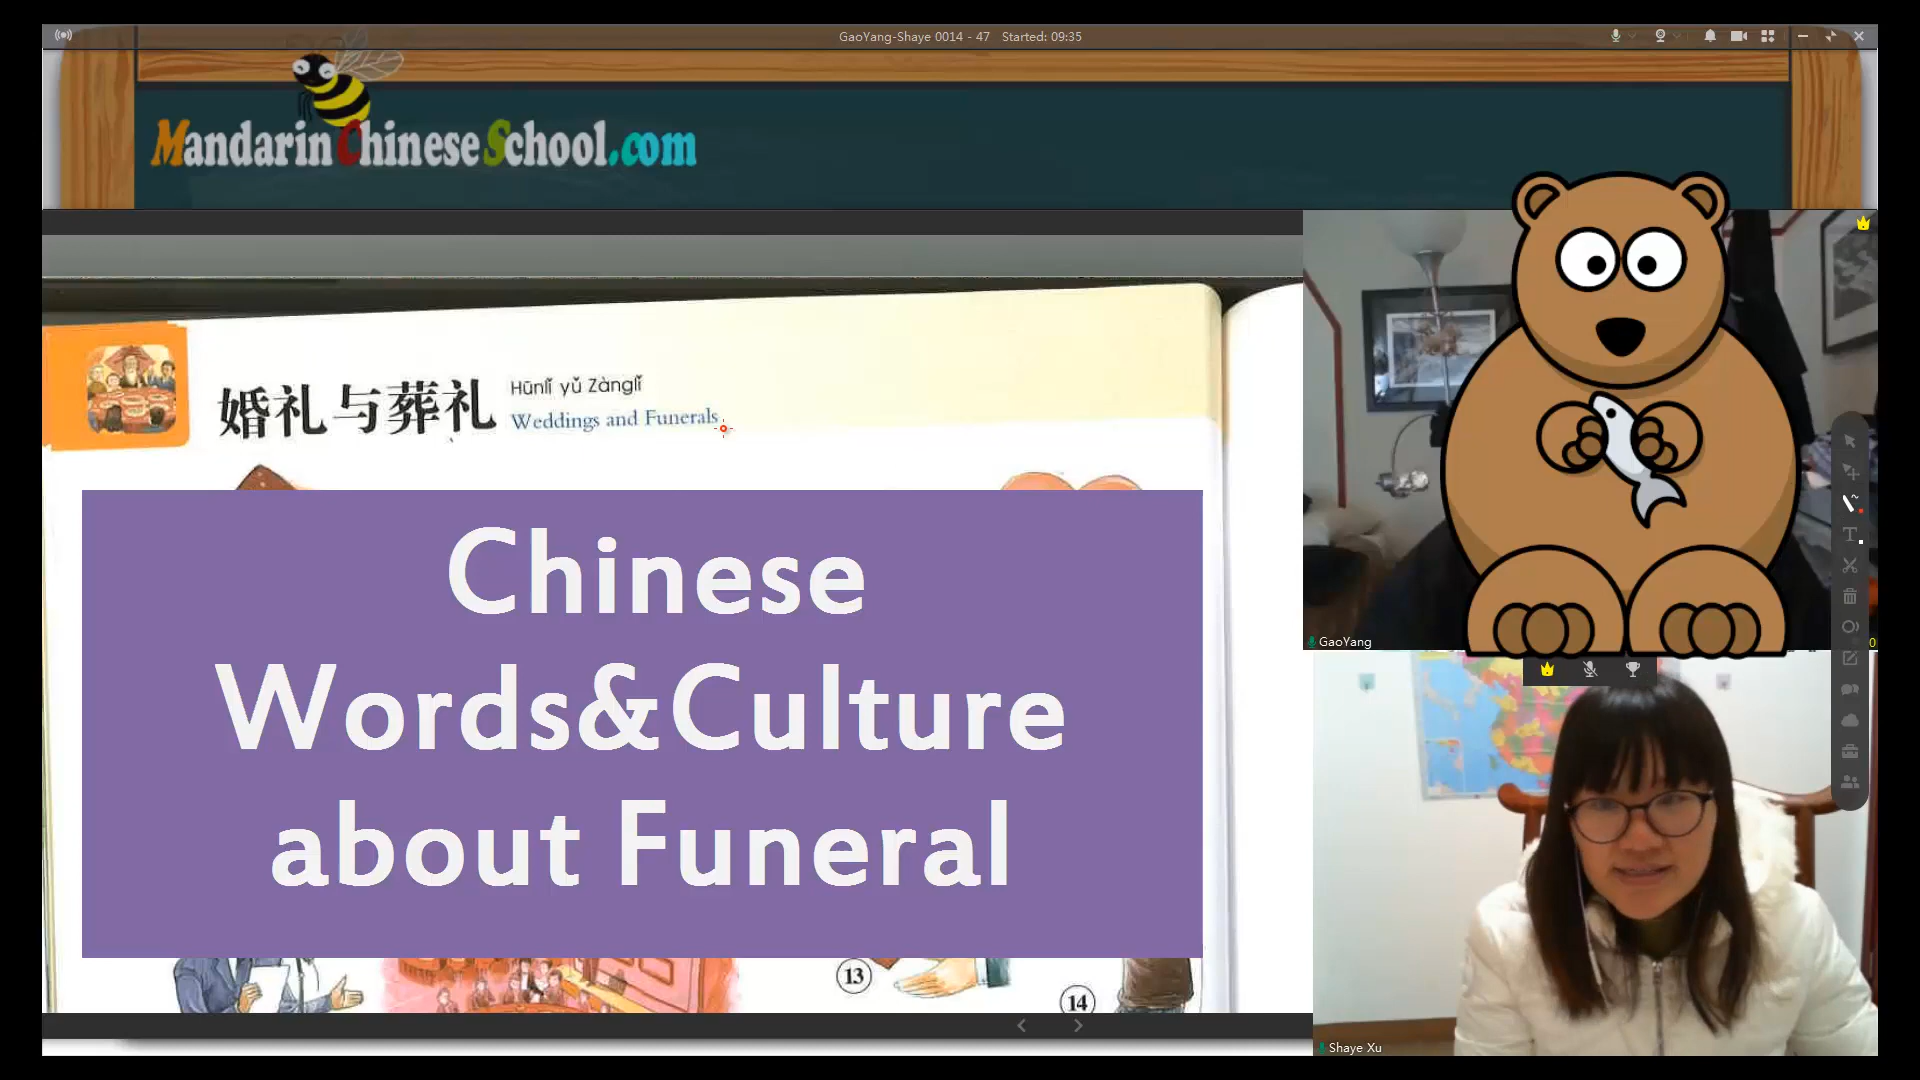 GaoYang-Shaye 0014 - 47 Started: 09:35
MandarinChineseSchool.com
婚礼与葬礼
Hūnlǐ yǔ Zànglǐ
Weddings and Funerals
Chinese
Words&Culture
about Funeral
13
14
GaoYang
0
T
Shaye Xu